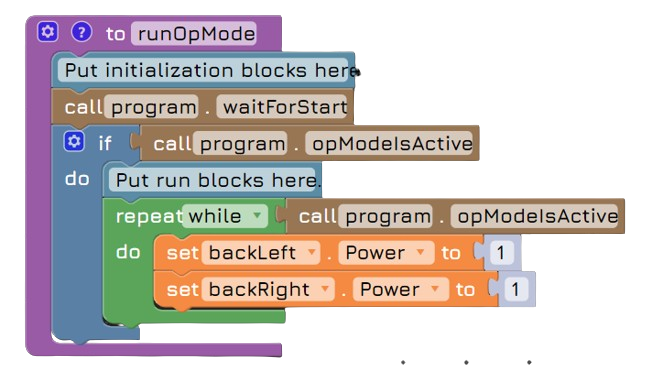 ? to runOpMode
Put initialization blocks here.
call program . waitForStart
if call program . opModeIsActive
do Put run blocks here.
repeat while ▾ call program . opModeIsActive
do set backLeft ▾ . Power ▾ to 1
set backRight ▾ . Power ▾ to 1